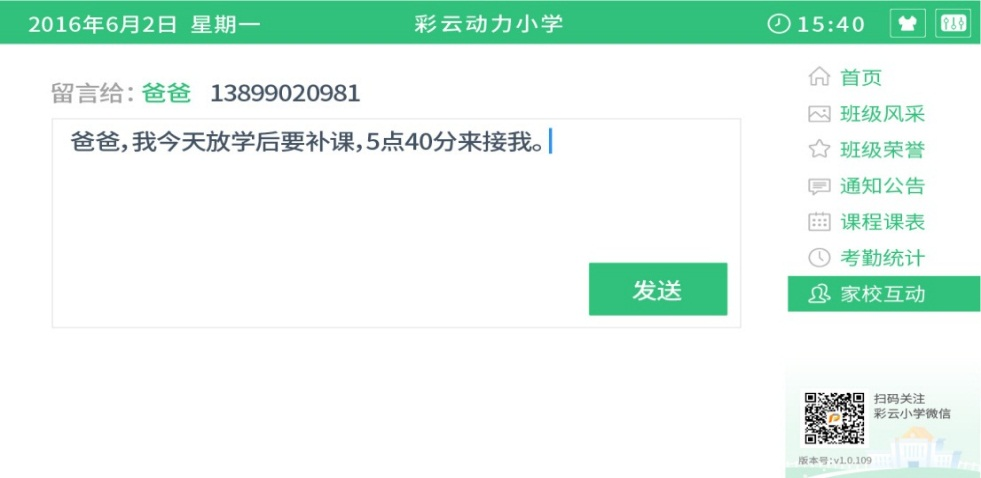 2016年6月2日 星期一
彩云动力小学
15:40
留言给：爸爸 13899020981
爸爸，我今天放学后要补课，5点40分来接我。
发送
首页
班级风采
班级荣誉
通知公告
课程课表
考勤统计
家校互动
扫码关注
彩云小学微信
版本号：v1.0.109